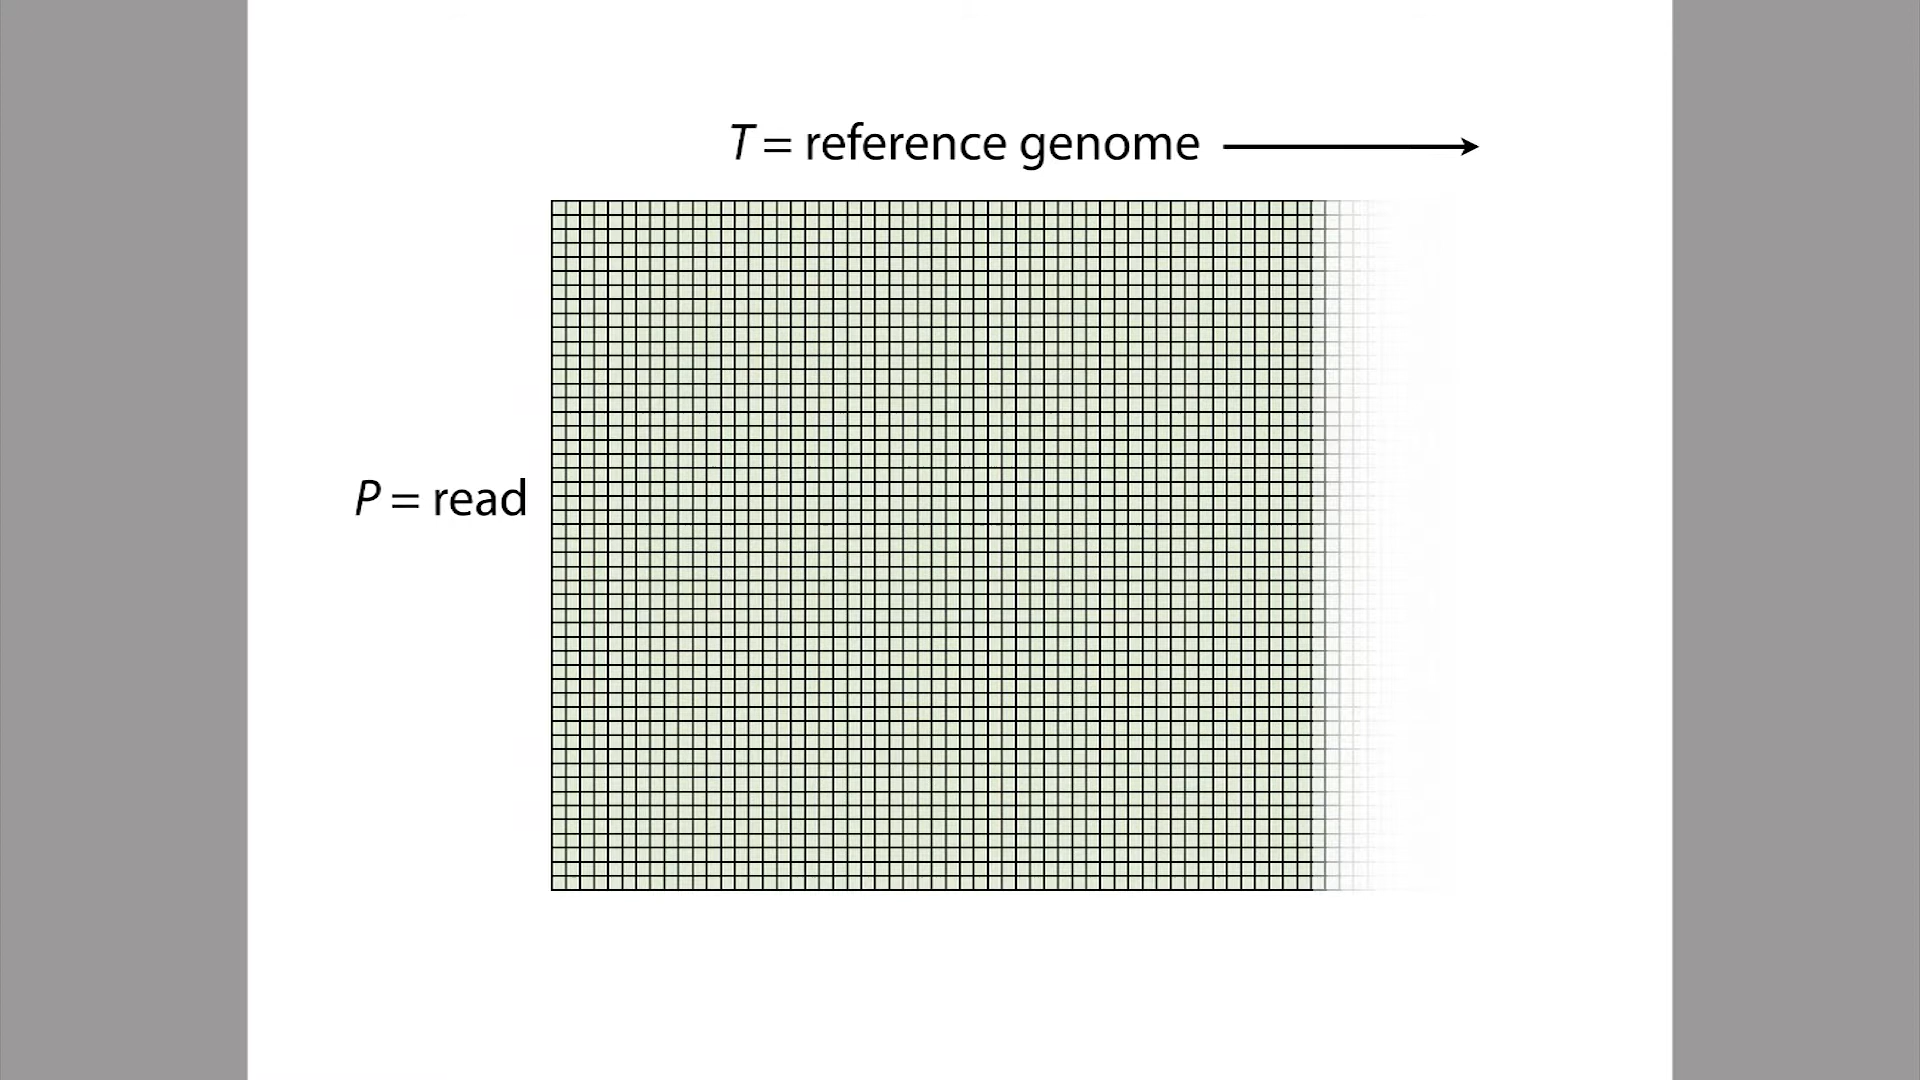 T = reference genome
P = read